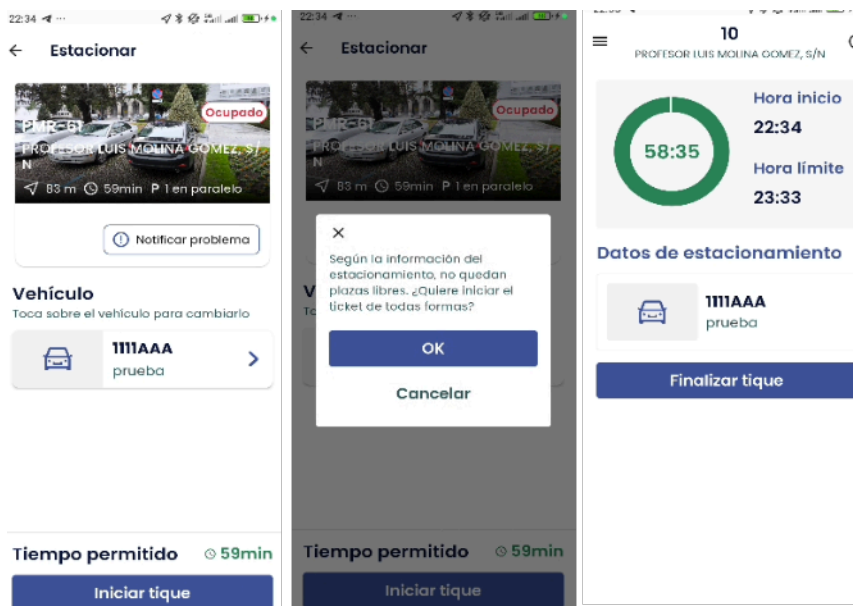 22:34
Estacionar
Ocupado
PMR-61
PROFESOR LUIS MOLINA GOMEZ, S/
N
83 m 59min P 1 en paralelo
Notificar problema
Vehículo
Toca sobre el vehículo para cambiarlo
1111AAA
prueba
Tiempo permitido 59min
Iniciar tique
22:34
Estacionar
Ocupado
PMR-61
PROFESOR LUIS MOLINA GOMEZ, S/
N
83 m 59min P 1 en paralelo
Según la información del
estacionamiento, no quedan
plazas libres. ¿Quiere iniciar el
ticket de todas formas?
OK
Cancelar
Tiempo permitido 59min
Iniciar tique
10
PROFESOR LUIS MOLINA GOMEZ, S/N
58:35
Hora inicio
22:34
Hora límite
23:33
Datos de estacionamiento
1111AAA
prueba
Finalizar tique